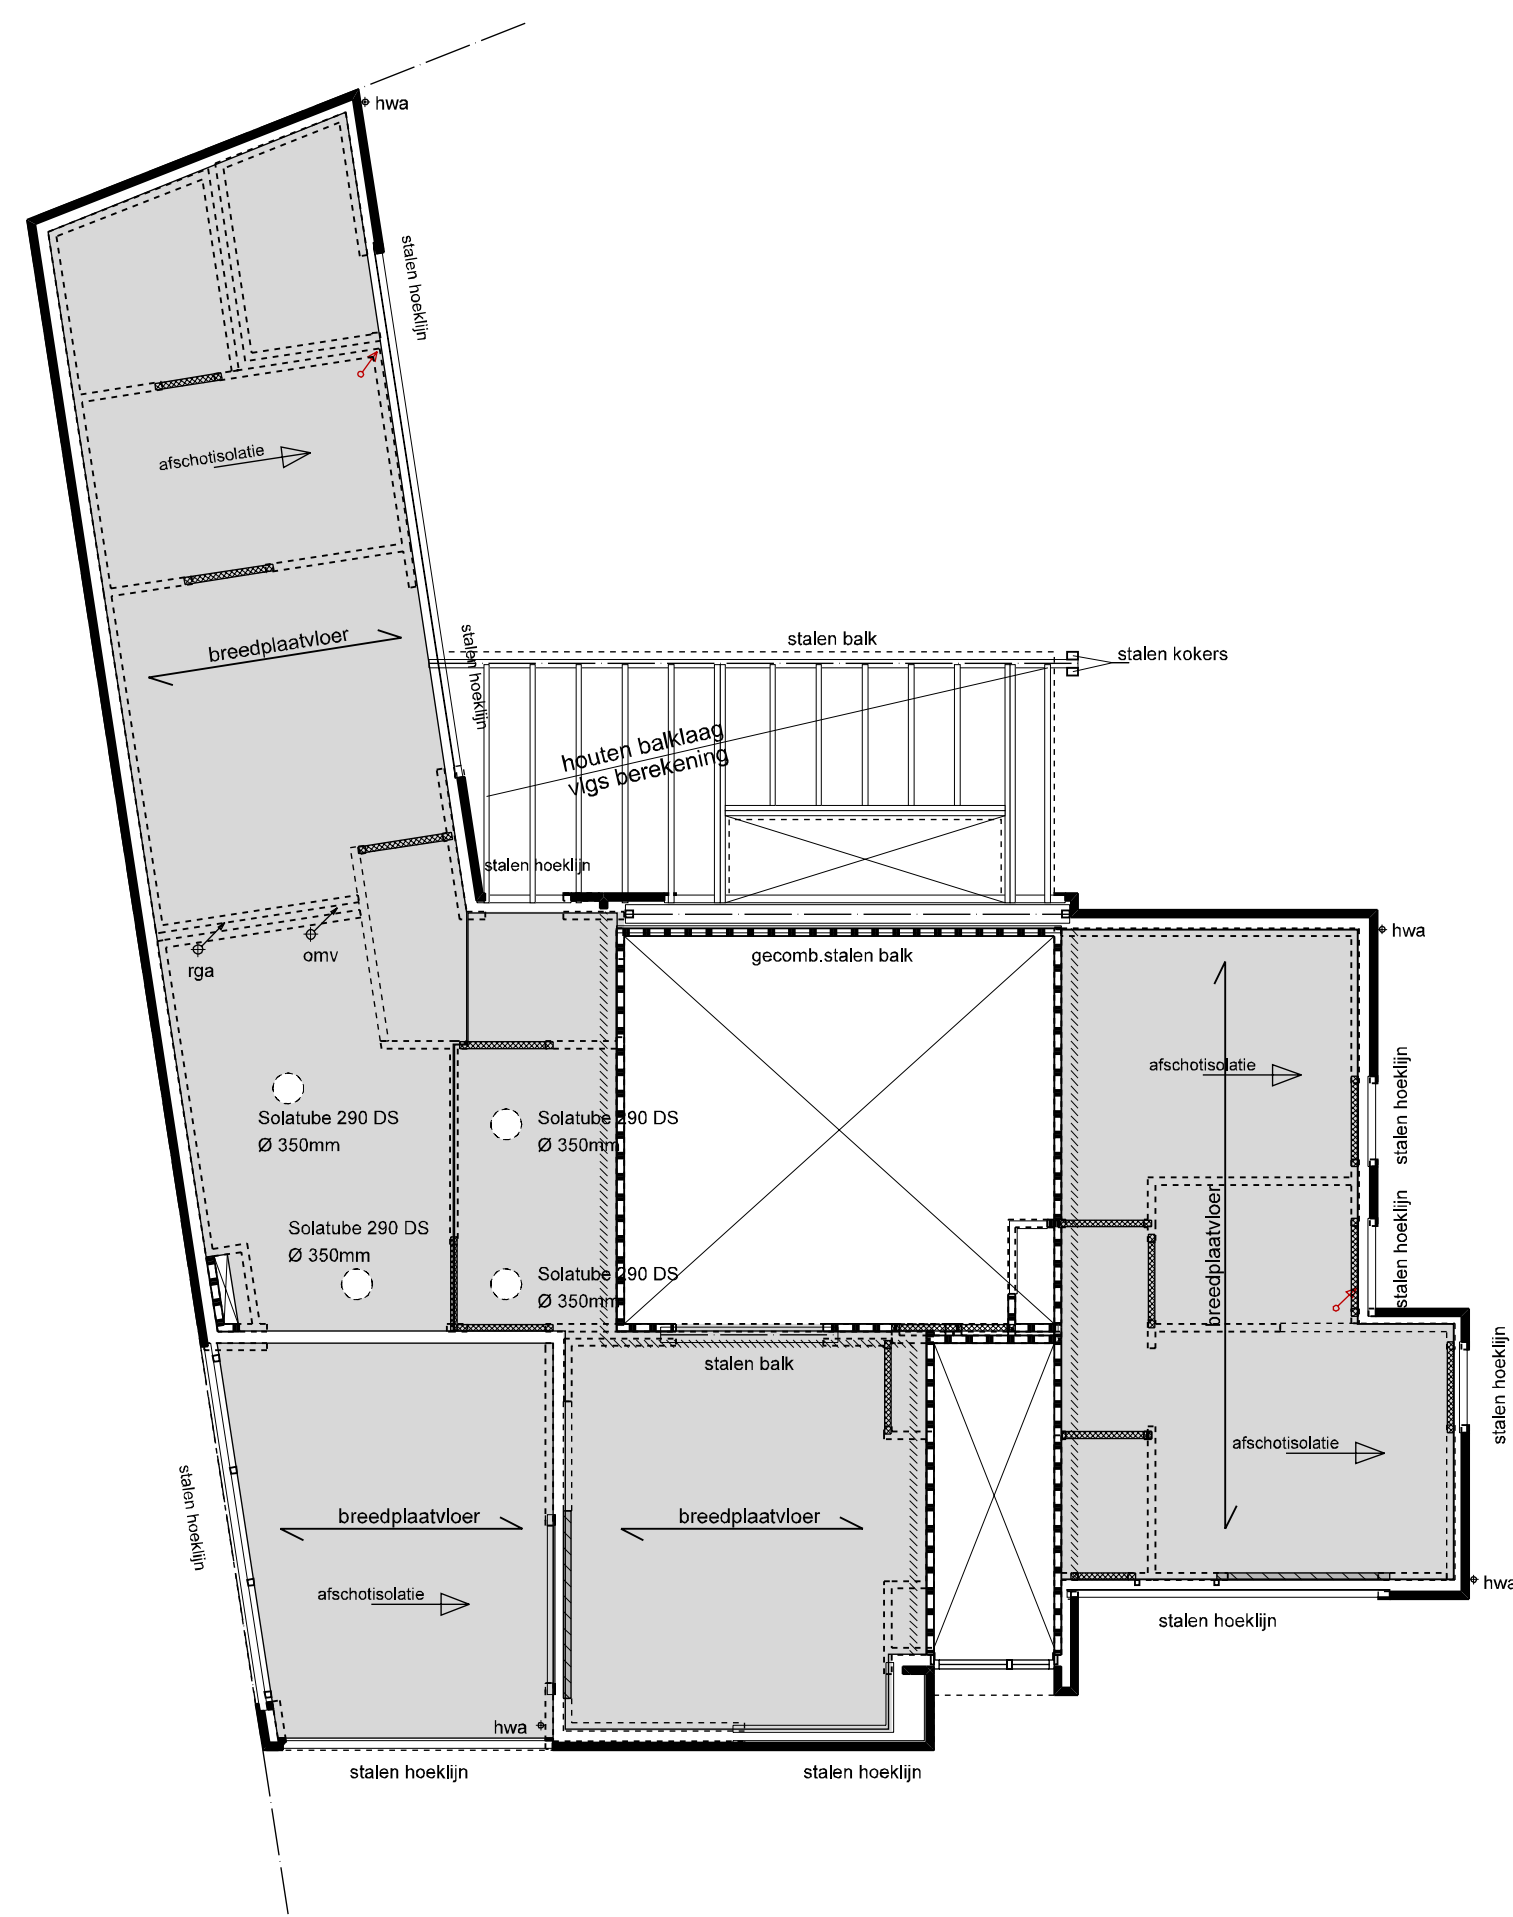 hwa
stalen hoeklijn
afschotisolatie
breedplaatvloer
stalen hoeklijn
stalen balk
stalen kokers
houten balklaag
vlgs berekening
stalen hoeklijn
rga
omv
gecomb.stalen balk
hwa
afschotisolatie
stalen hoeklijn
Solatube 290 DS
Ø 350mm
Solatube 290 DS
Ø 350mm
Solatube 290 DS
Ø 350mm
Solatube 290 DS
Ø 350mm
breedplaatvloer
stalen hoeklijn
stalen balk
stalen hoeklijn
afschotisolatie
stalen hoeklijn
breedplaatvloer
breedplaatvloer
afschotisolatie
hwa
stalen hoeklijn
hwa
stalen hoeklijn
stalen hoeklijn